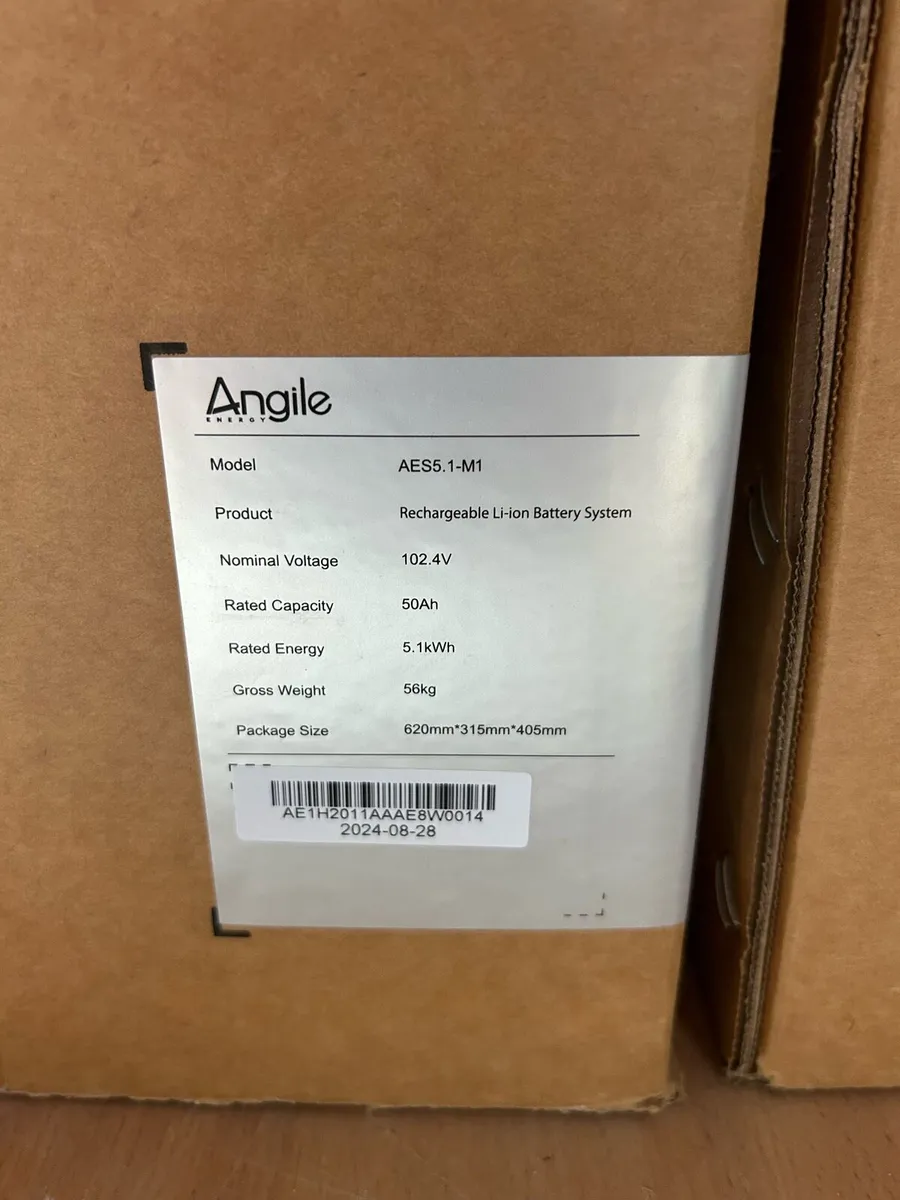 Angile
ENERGY
Model AES5.1-M1
Product Rechargeable Li-ion Battery System
Nominal Voltage 102.4V
Rated Capacity 50Ah
Rated Energy 5.1kWh
Gross Weight 56kg
Package Size 620mm*315mm*405mm
AE1H2011AAAE8W0014
2024-08-28